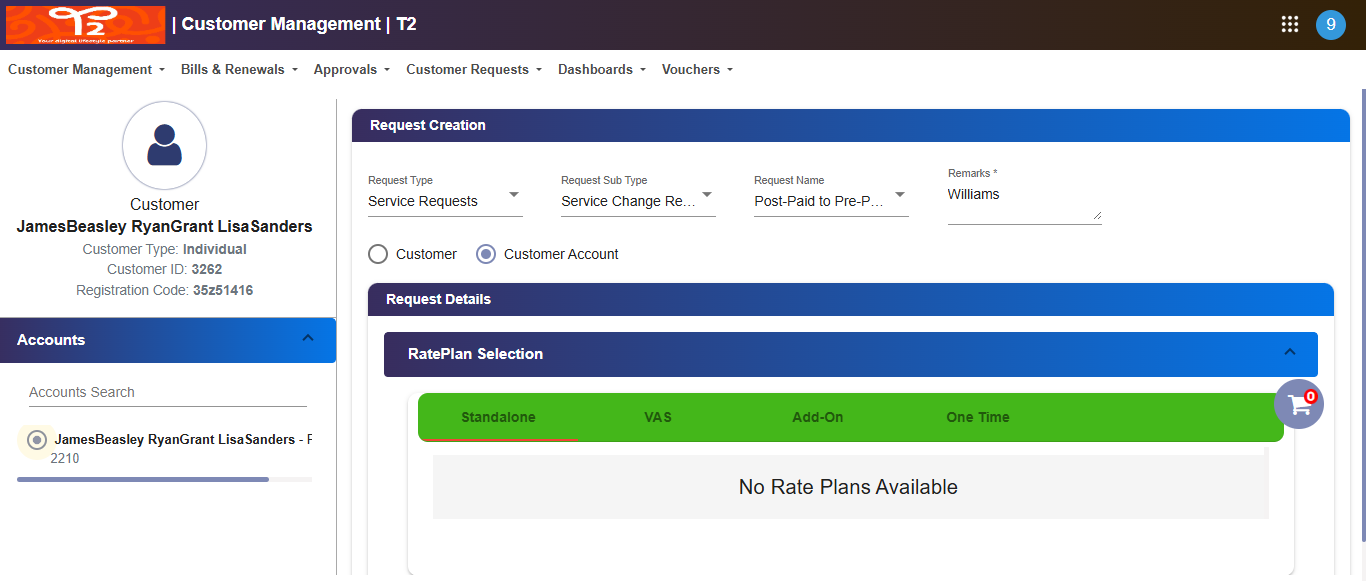 T2
Your digital lifestyle partner
| Customer Management | T2
9
Customer Management
Bills & Renewals
Approvals
Customer Requests
Dashboards
Vouchers
Customer
JamesBeasley RyanGrant LisaSanders
Customer Type: Individual
Customer ID: 3262
Registration Code: 35z51416
Accounts
Accounts Search
JamesBeasley RyanGrant LisaSanders -
2210
Request Creation
Request Type
Service Requests
Request Sub Type
Service Change Re...
Request Name
Post-Paid to Pre-P...
Remarks *
Williams
Customer
Customer Account
Request Details
RatePlan Selection
0
Standalone
VAS
Add-On
One Time
No Rate Plans Available